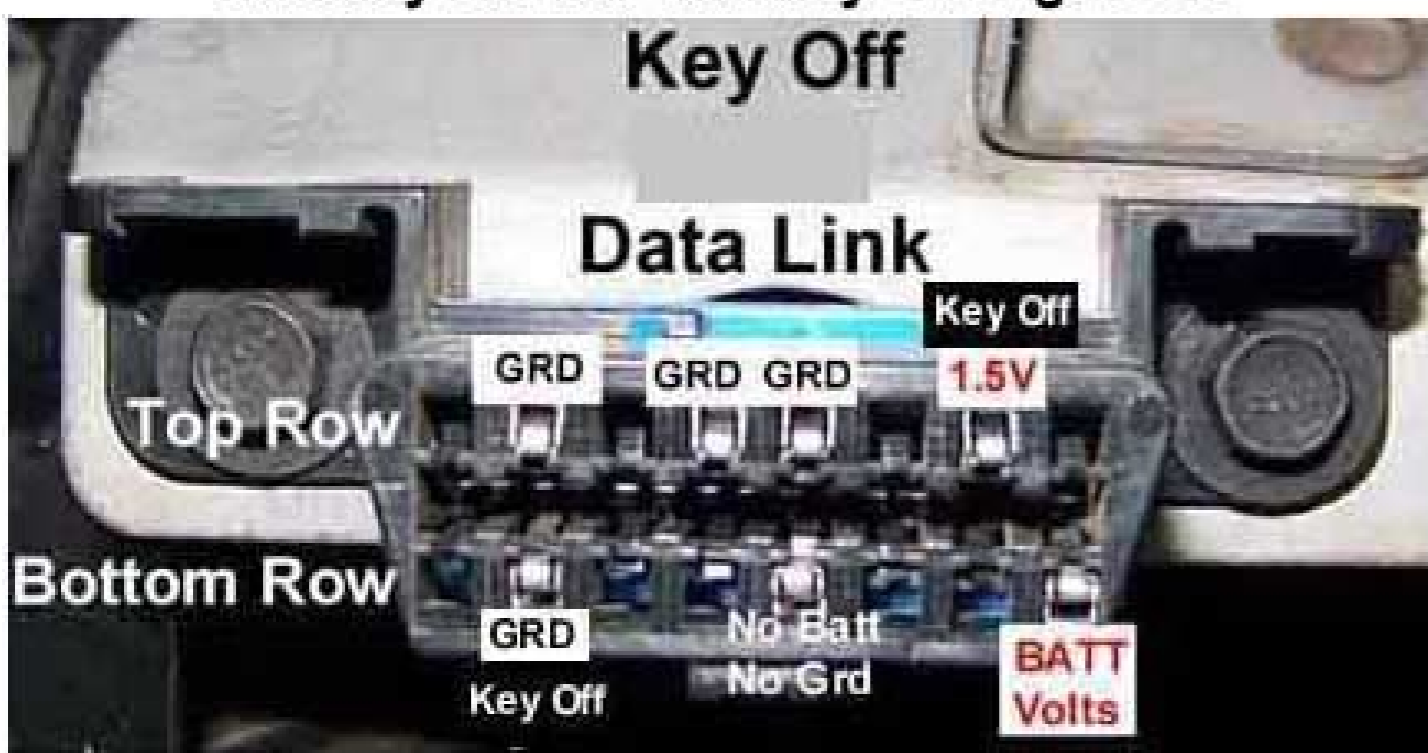 Key Off
Data Link
Key Off
GRD GRD GRD 1.5V
Top Row
Bottom Row
GRD No Batt BATT
Key Off No Grd Volts